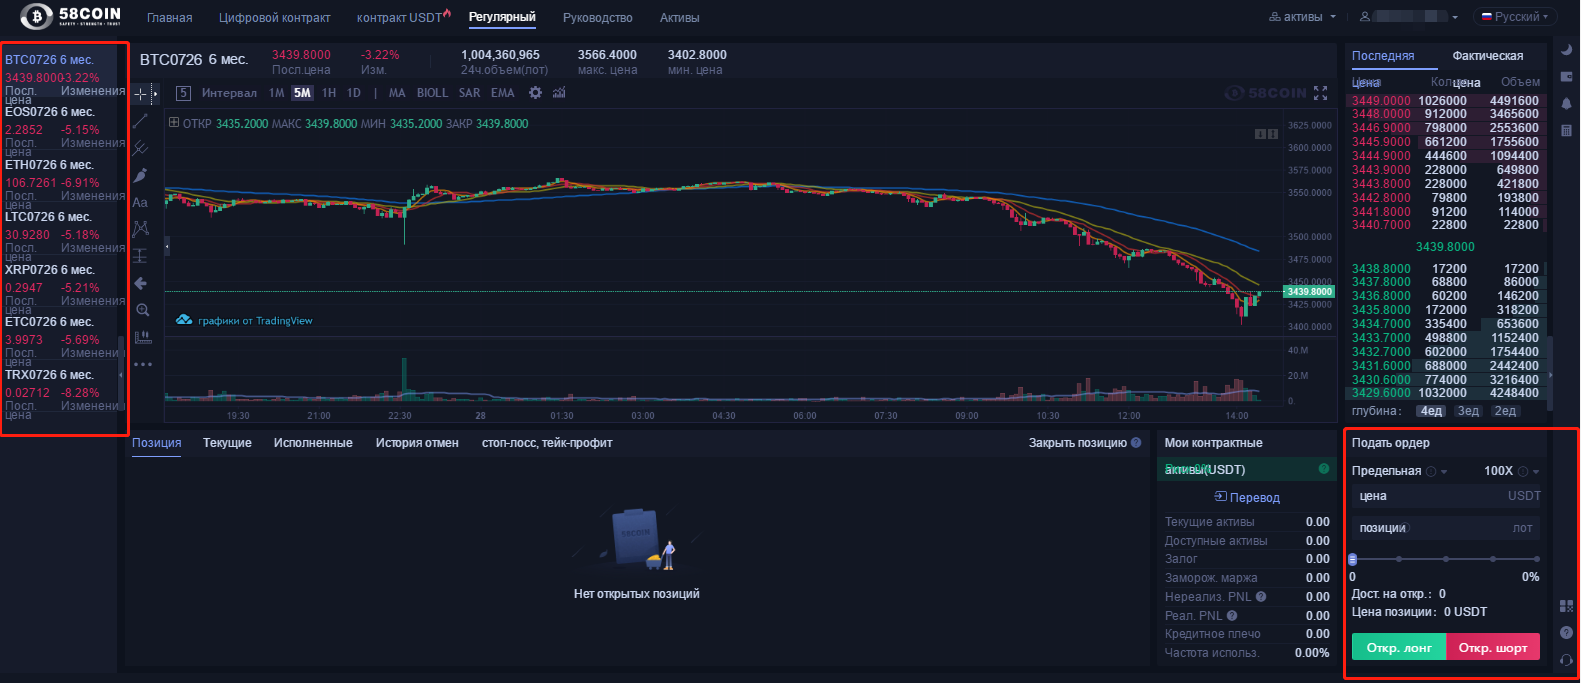 58COIN
SAFETY · STRENGTH · TRUST
Главная
Цифровой контракт
контракт USDT
Регулярный
Руководство
Активы
активы
Русский
BTC0726 6 мес.
3439.8000 -3.22%
Посл. цена
Изменения
EOS0726 6 мес.
2.2852 -5.15%
Посл. цена
Изменения
ETH0726 6 мес.
106.7261 -6.91%
Посл. цена
Изменения
LTC0726 6 мес.
30.9280 -5.18%
Посл. цена
Изменения
XRP0726 6 мес.
0.2947 -5.21%
Посл. цена
Изменения
ETC0726 6 мес.
3.9973 -5.69%
Посл. цена
Изменения
TRX0726 6 мес.
0.02712 -8.28%
Посл. цена
Изменения
BTC0726 6 мес.
3439.8000
Посл.цена
-3.22%
Изм.
1,004,360,965
24ч.объем(лот)
3566.4000
макс. цена
3402.8000
мин. цена
5 Интервал 1M 5M 1H 1D | MA BIOLL SAR EMA
58COIN
ОТКР 3435.2000 МАКС 3439.8000 МИН 3435.2000 ЗАКР 3439.8000
Aa
3625.0000
3600.0000
3575.0000
3550.0000
3500.0000
3475.0000
3450.0000
3439.8000
3425.0000
3400.0000
графики от TradingView
40 M
20 M
0
19:30 21:00 22:30 28 01:30 03:00 04:30 06:00 07:30 09:00 10:30 12:00 14:00
Последняя цена
Фактическая цена
Цена Кол-во Объем
3449.0000 1026000 4491600
3448.0000 912000 3465600
3446.9000 798000 2553600
3445.9000 661200 1755600
3444.9000 444600 1094400
3443.9000 228000 649800
3443.8000 228000 421800
3442.8000 79800 193800
3441.8000 91200 114000
3440.7000 22800 22800
3439.8000
3438.8000 17200 17200
3437.8000 68800 86000
3436.8000 60200 146200
3435.8000 172000 318200
3434.7000 335400 653600
3433.7000 498800 1152400
3432.7000 602000 1754400
3431.6000 688000 2442400
3430.6000 774000 3216400
3429.6000 1032000 4248400
глубина: 4ед 3ед 2ед
Позиция
Текущие
Исполненные
История отмен
стоп-лосс, тейк-профит
Закрыть позицию
58COIN
Нет открытых позиций
Мои контрактные
активы(USDT)
Перевод
Текущие активы 0.00
Доступные активы 0.00
Залог 0.00
Заморож. маржа 0.00
Нереализ. PNL 0.00
Реал. PNL 0.00
Кредитное плечо 0.00
Частота использ. 0.00%
Подать ордер
Предельная 100X
цена USDT
позиции лот
0 0%
Дост. на откр.: 0
Цена позиции: 0 USDT
Откр. лонг
Откр. шорт